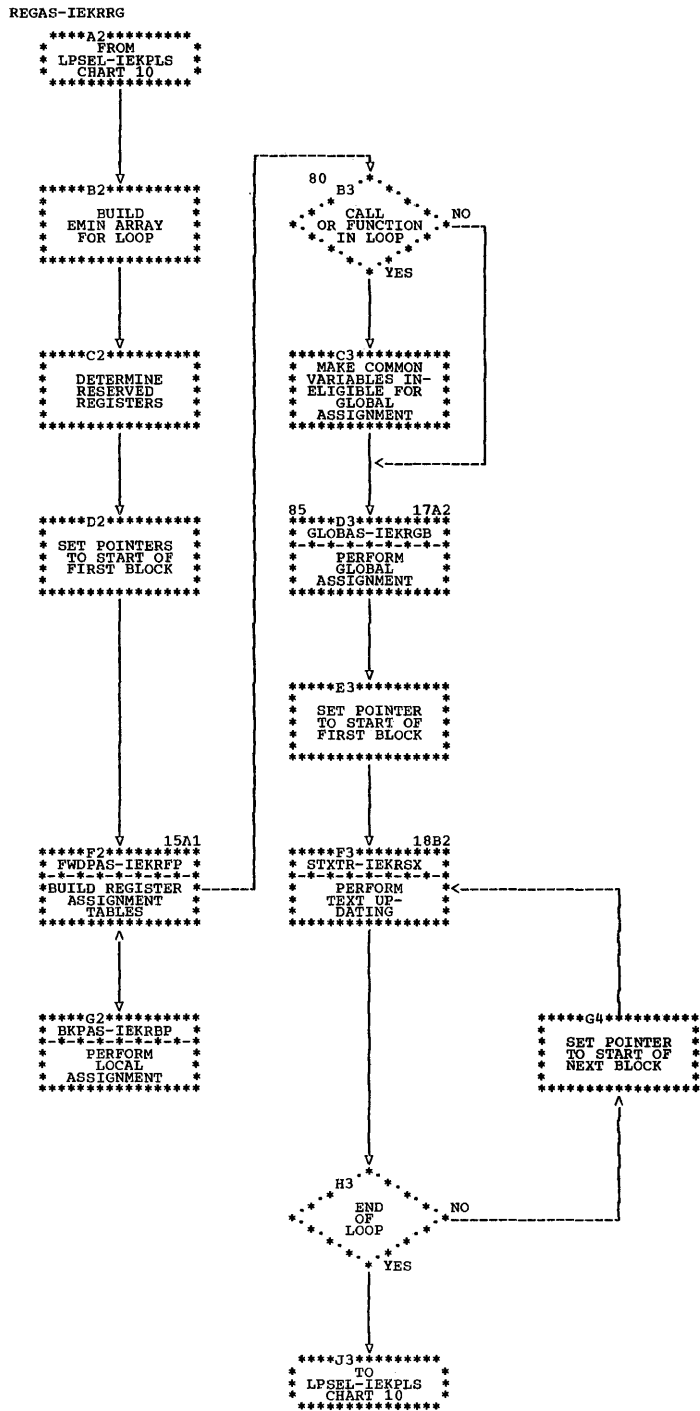 REGAS-IEKRRG
A2
FROM
LPSEL-IEKPLS
CHART 10
B2
BUILD
EMIN ARRAY
FOR LOOP
C2
DETERMINE
RESERVED
REGISTERS
D2
SET POINTERS
TO START OF
FIRST BLOCK
15A1
F2
FWDPAS-IEKRFP
BUILD REGISTER
ASSIGNMENT
TABLES
G2
BKPAS-IEKRBP
PERFORM
LOCAL
ASSIGNMENT
80
B3
CALL
OR FUNCTION
IN LOOP
NO
YES
C3
MAKE COMMON
VARIABLES IN-
ELIGIBLE FOR
GLOBAL
ASSIGNMENT
85
17A2
D3
GLOBAS-IEKRGB
PERFORM
GLOBAL
ASSIGNMENT
E3
SET POINTER
TO START OF
FIRST BLOCK
18B2
F3
STXTR-IEKRSX
PERFORM
TEXT UP-
DATING
G4
SET POINTER
TO START OF
NEXT BLOCK
H3
END
OF
LOOP
NO
YES
J3
TO
LPSEL-IEKPLS
CHART 10